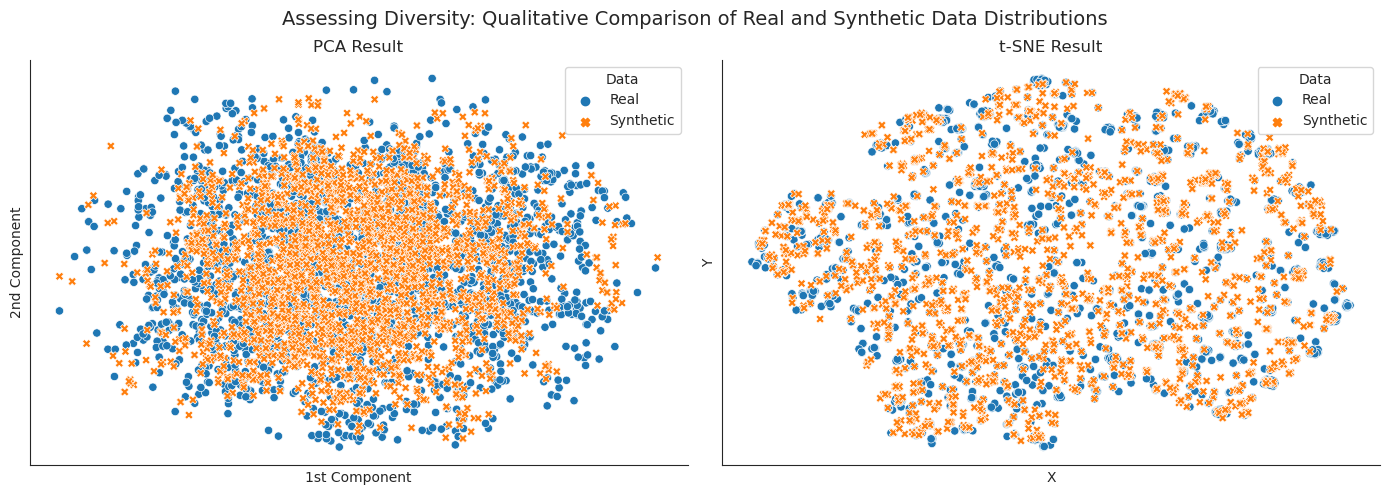 Assessing Diversity: Qualitative Comparison of Real and Synthetic Data Distributions
PCA Result
Data
Real
Synthetic
2nd Component
1st Component
t-SNE Result
Data
Real
Synthetic
Y
X